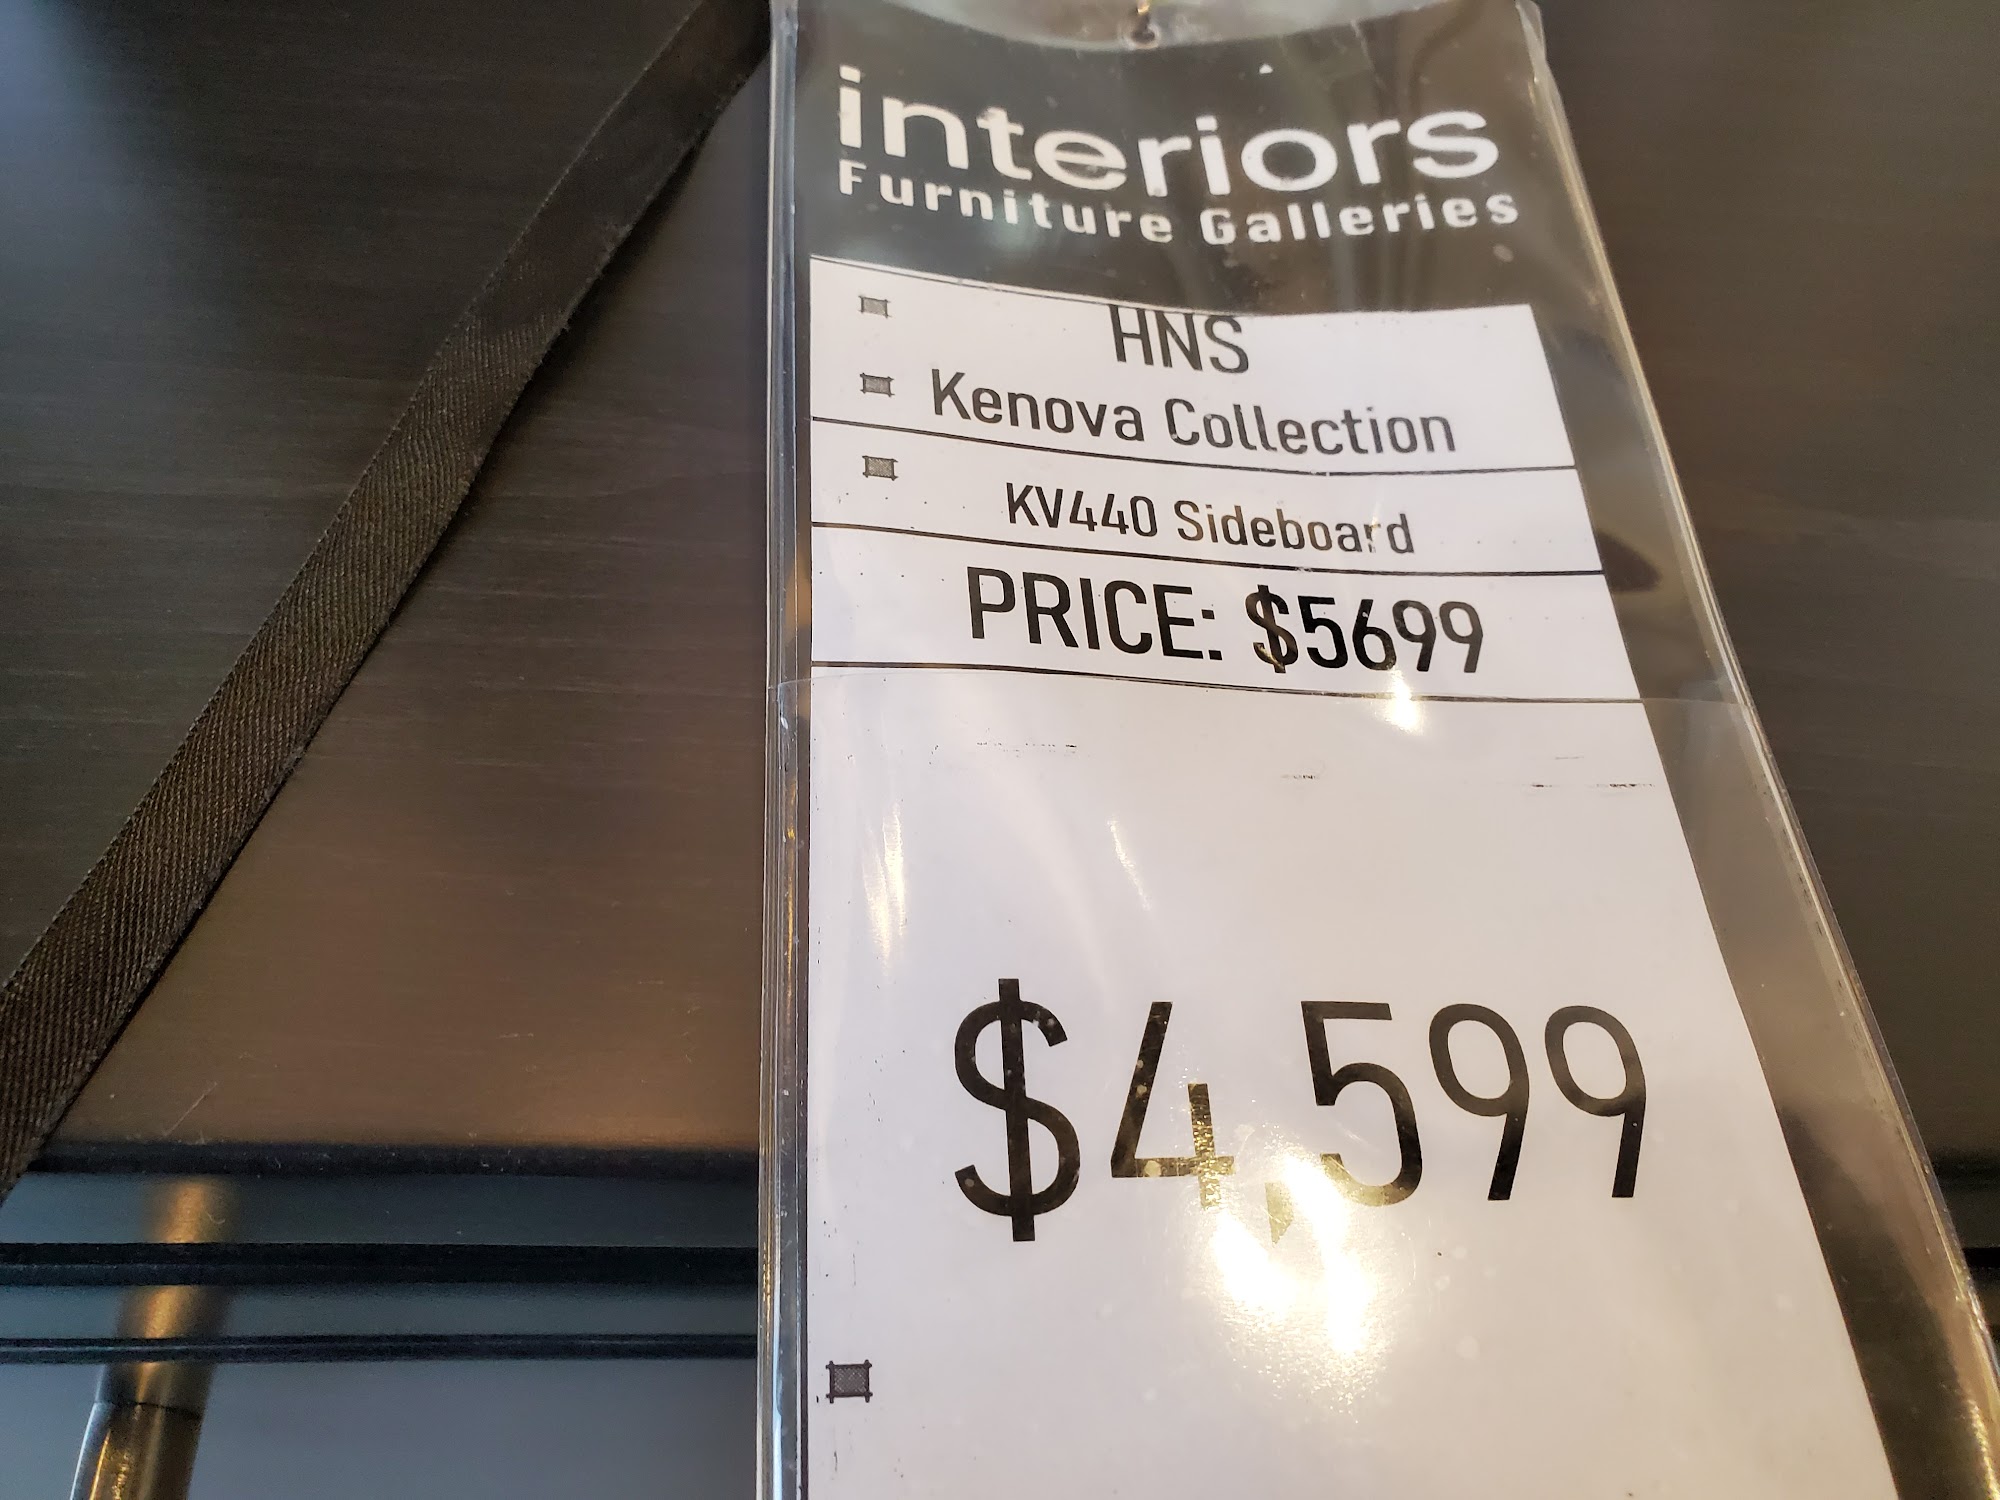 interiors
Furniture Galleries
HNS
Kenova Collection
KV440 Sideboard
PRICE: $5699
$4,599